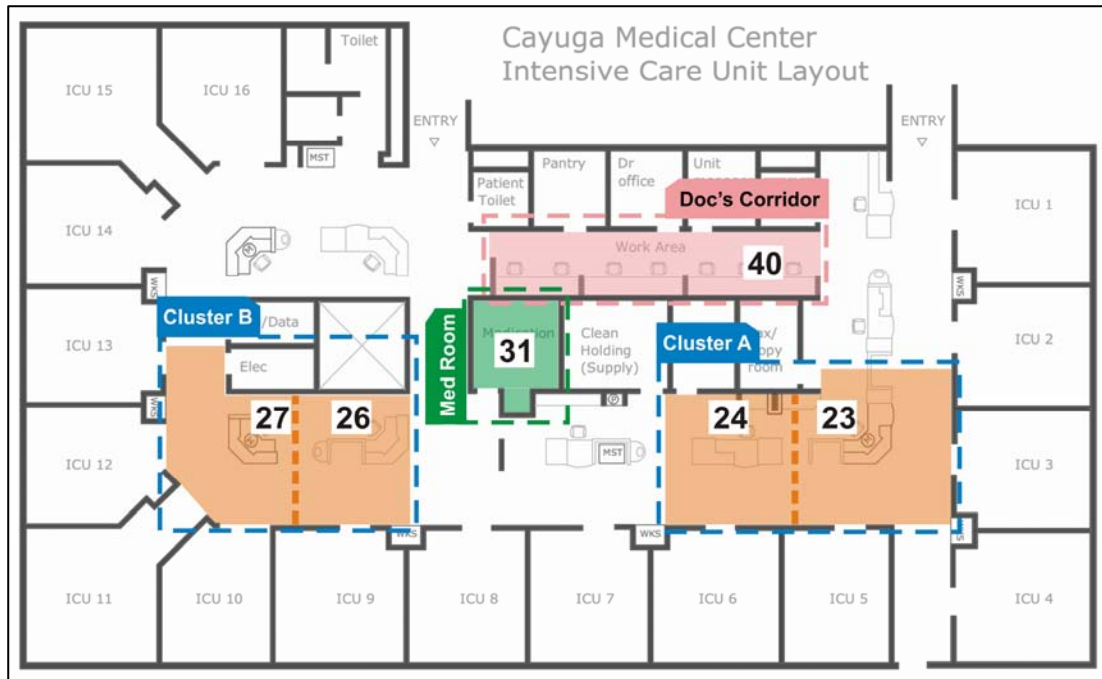 Cayuga Medical Center
Intensive Care Unit Layout
Toilet
ICU 15
ICU 16
ENTRY
ENTRY
MST
Pantry
Dr
office
Unit
Patient
Toilet
Doc's Corridor
ICU 1
ICU 14
Work Area
40
WKS
WKS
Cluster B
/Data
Med Room
Medication
31
Clean
Holding
(Supply)
Cluster A
room
ICU 13
ICU 2
Elec
WKS
27
26
24
23
P
M
M
MST
ICU 12
ICU 3
WKS
WKS
WKS
ICU 11
ICU 10
ICU 9
ICU 8
ICU 7
ICU 6
ICU 5
ICU 4